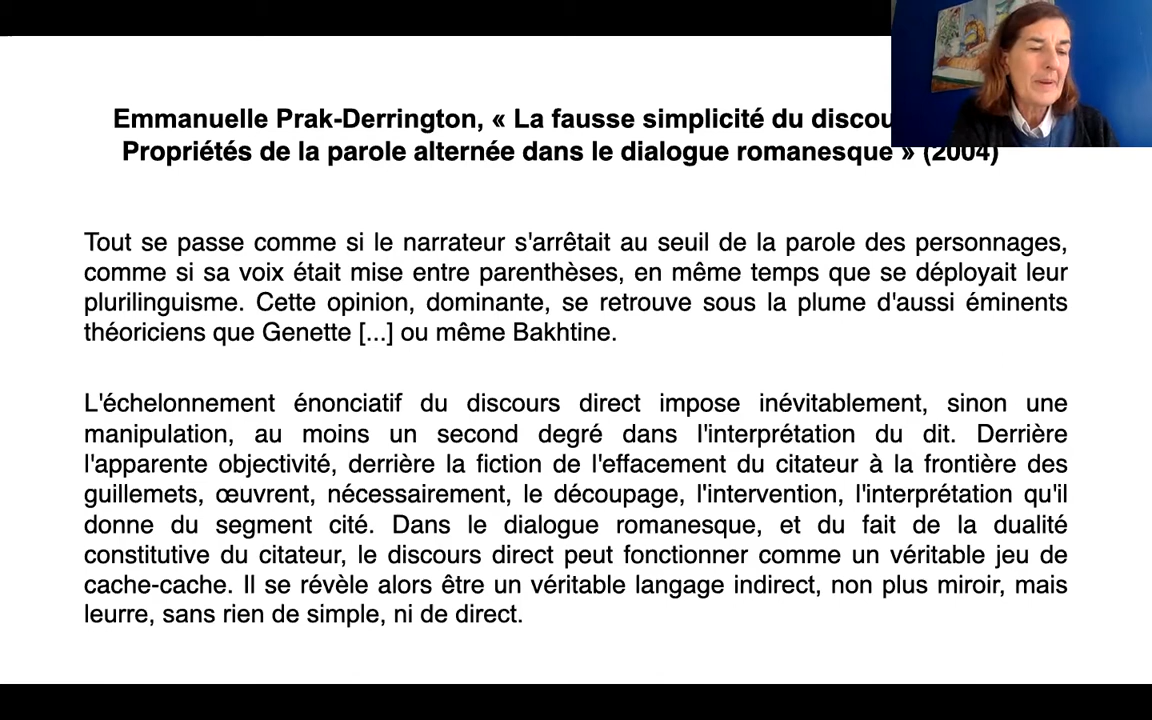 Emmanuelle Prak-Derrington, « La fausse simplicité du
Propriétés de la parole alternée dans le dialogue romanesque » (2004)
Tout se passe comme si le narrateur s'arrêtait au seuil de la parole des personnages,
comme si sa voix était mise entre parenthèses, en même temps que se déployait leur
plurilinguisme. Cette opinion, dominante, se retrouve sous la plume d'aussi éminents
théoriciens que Genette [...] ou même Bakhtine.
L'échelonnement énonciatif du discours direct impose inévitablement, sinon une
manipulation, au moins un second degré dans l'interprétation du dit. Derrière
l'apparente objectivité, derrière la fiction de l'effacement du citateur à la frontière des
guillemets, œuvrent, nécessairement, le découpage, l'intervention, l'interprétation qu'il
donne du segment cité. Dans le dialogue romanesque, et du fait de la dualité
constitutive du citateur, le discours direct peut fonctionner comme un véritable jeu de
cache-cache. Il se révèle alors être un véritable langage indirect, non plus miroir, mais
leurre, sans rien de simple, ni de direct.